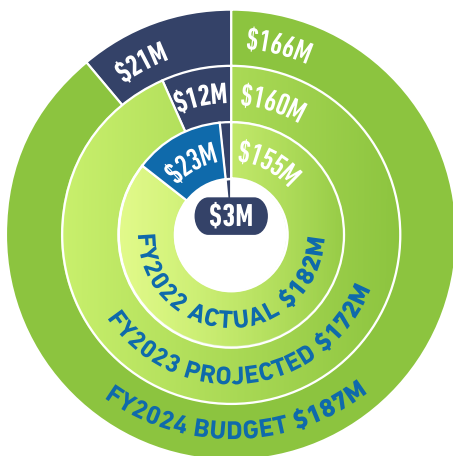 $21M
$166M
$12M
$160M
$23M
$155M
$3M
FY2022 ACTUAL $182M
FY2023 PROJECTED $172M
FY2024 BUDGET $187M